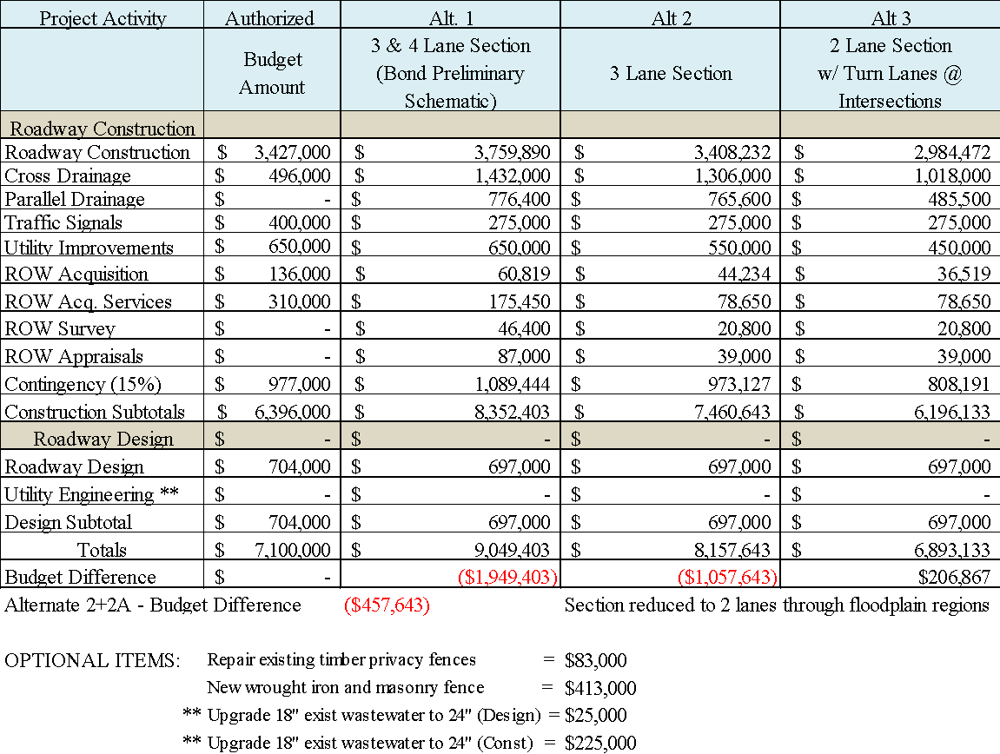 Project Activity Authorized Alt. 1 Alt 2 Alt 3
Budget Amount 3 & 4 Lane Section (Bond Preliminary Schematic) 3 Lane Section 2 Lane Section w/ Turn Lanes @ Intersections
Roadway Construction
Roadway Construction $ 3,427,000 $ 3,759,890 $ 3,408,232 $ 2,984,472
Cross Drainage $ 496,000 $ 1,432,000 $ 1,306,000 $ 1,018,000
Parallel Drainage $ - $ 776,400 $ 765,600 $ 485,500
Traffic Signals $ 400,000 $ 275,000 $ 275,000 $ 275,000
Utility Improvements $ 650,000 $ 650,000 $ 550,000 $ 450,000
ROW Acquisition $ 136,000 $ 60,819 $ 44,234 $ 36,519
ROW Acq. Services $ 310,000 $ 175,450 $ 78,650 $ 78,650
ROW Survey $ - $ 46,400 $ 20,800 $ 20,800
ROW Appraisals $ - $ 87,000 $ 39,000 $ 39,000
Contingency (15%) $ 977,000 $ 1,089,444 $ 973,127 $ 808,191
Construction Subtotals $ 6,396,000 $ 8,352,403 $ 7,460,643 $ 6,196,133
Roadway Design $ - $ - $ - $ -
Roadway Design $ 704,000 $ 697,000 $ 697,000 $ 697,000
Utility Engineering ** $ - $ - $ - $ -
Design Subtotal $ 704,000 $ 697,000 $ 697,000 $ 697,000
Totals $ 7,100,000 $ 9,049,403 $ 8,157,643 $ 6,893,133
Budget Difference $ - ($1,949,403) ($1,057,643) $206,867
Alternate 2+2A - Budget Difference ($457,643) Section reduced to 2 lanes through floodplain regions
OPTIONAL ITEMS: Repair existing timber privacy fences = $83,000
New wrought iron and masonry fence = $413,000
** Upgrade 18" exist wastewater to 24" (Design) = $25,000
** Upgrade 18" exist wastewater to 24" (Const) = $225,000